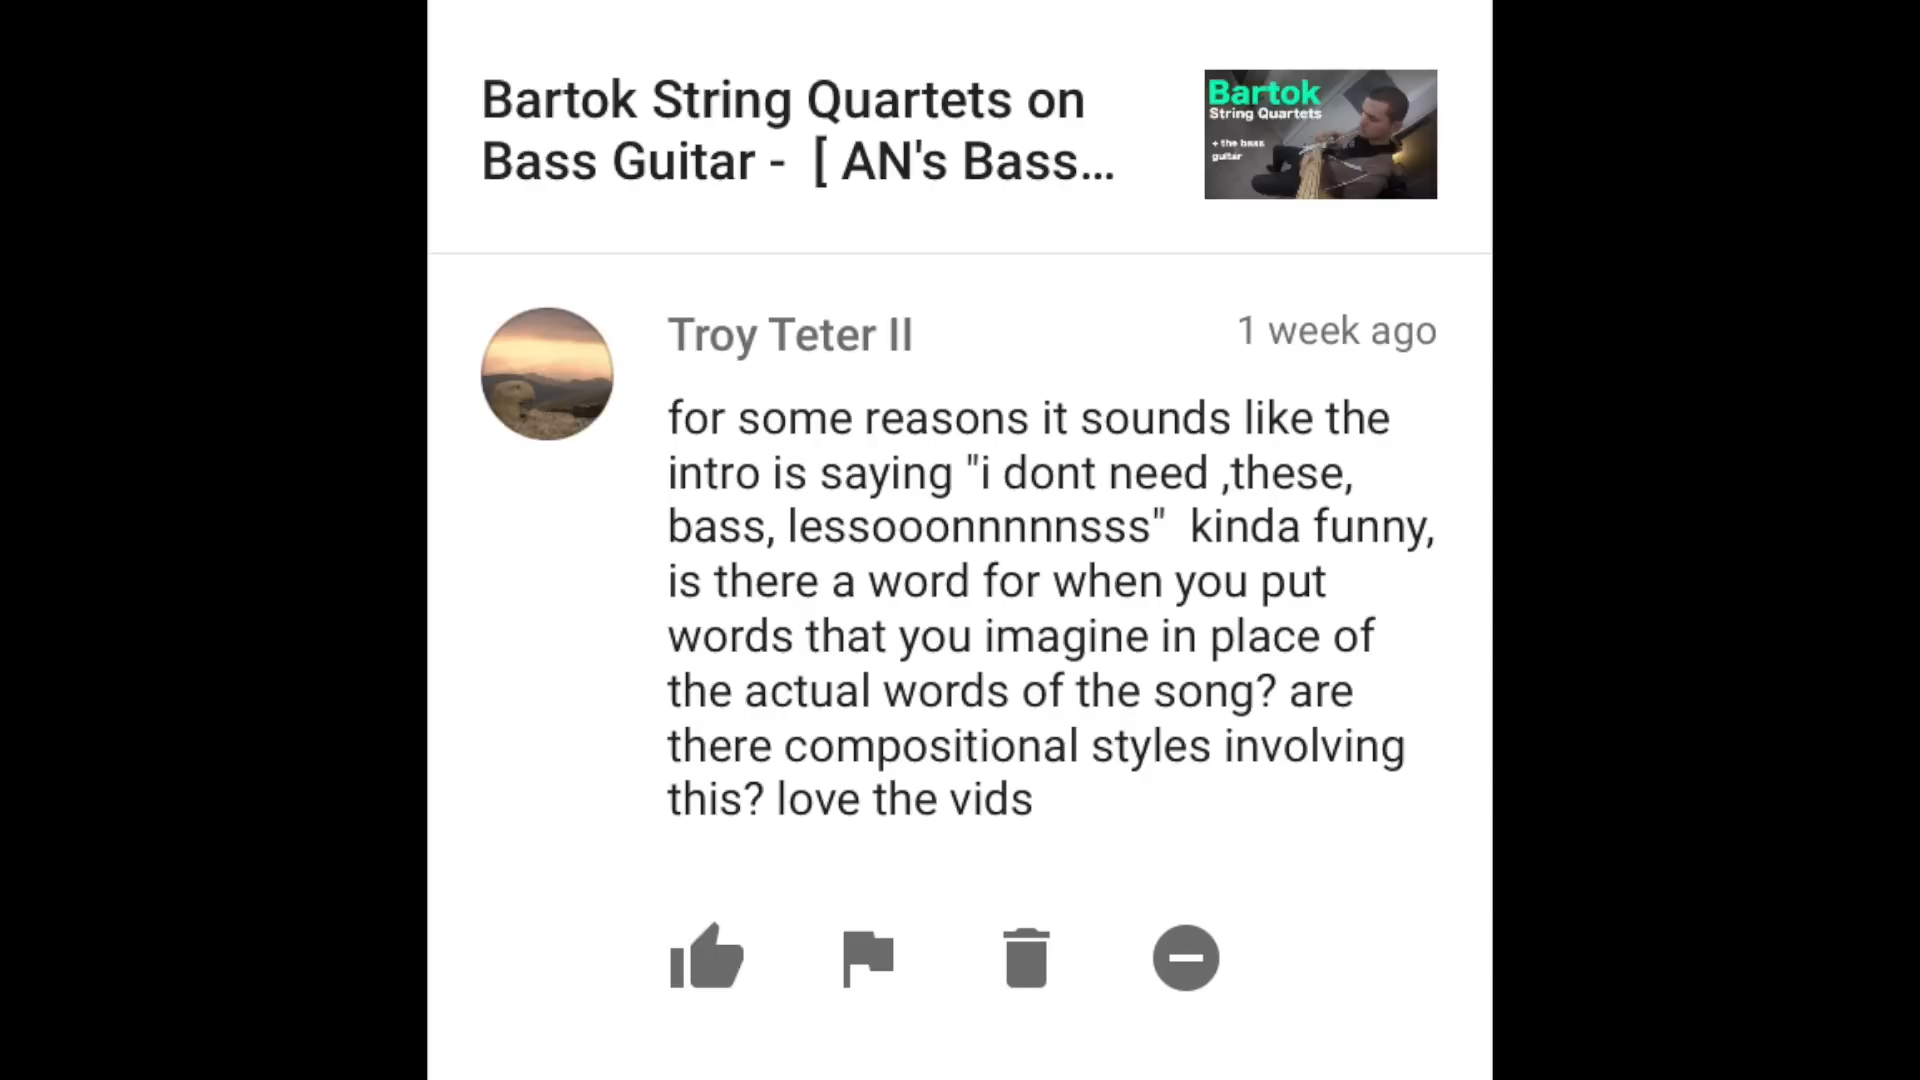 Bartok String Quartets on
Bass Guitar -  [ AN's Bass...
Bartok
String Quartets
+ the bass
guitar
Troy Teter II
1 week ago
for some reasons it sounds like the
intro is saying "i dont need ,these,
bass, lessooonnnnnsss"  kinda funny,
is there a word for when you put
words that you imagine in place of
the actual words of the song? are
there compositional styles involving
this? love the vids